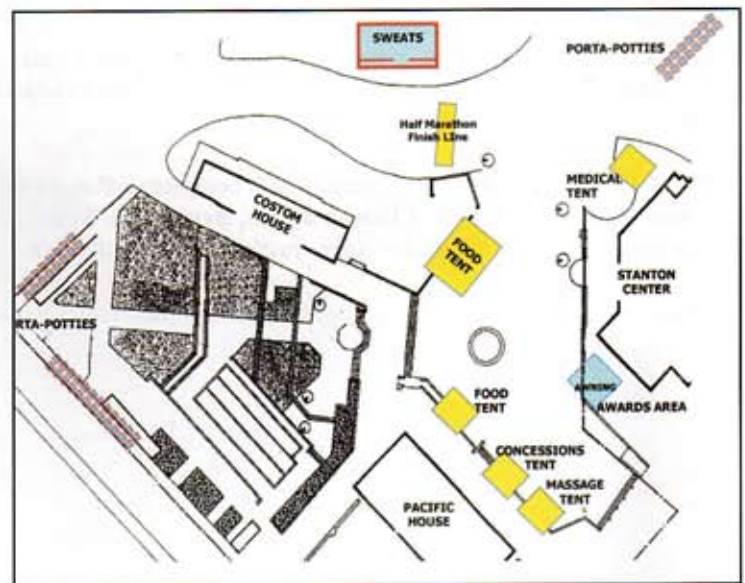 SWEATS
PORTA-POTTIES
Half Marathon
Finish LIne
MEDICAL
TENT
COSTOM
HOUSE
FOOD
TENT
STANTON
CENTER
RTA-POTTIES
AWNING
FOOD
TENT
AWARDS AREA
CONCESSIONS
TENT
MASSAGE
TENT
PACIFIC
HOUSE